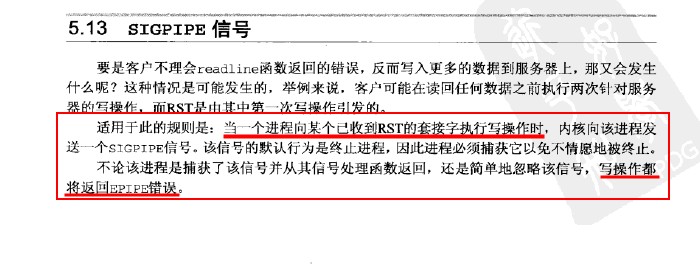 5.13 SIGPIPE 信号
要是客户不理会readline函数返回的错误，反而写入更多的数据到服务器上，那又会发生
什么呢？这种情况是可能发生的，举例来说，客户可能在读回任何数据之前执行两次针对服务
器的写操作，而RST是由其中第一次写操作引发的。
适用于此的规则是：当一个进程向某个已收到RST的套接字执行写操作时，内核向该进程发
送一个SIGPIPE信号。该信号的默认行为是终止进程，因此进程必须捕获它以免不情愿地被终止。
不论该进程是捕获了该信号并从其信号处理函数返回，还是简单地忽略该信号，写操作都
将返回EPIPE错误。